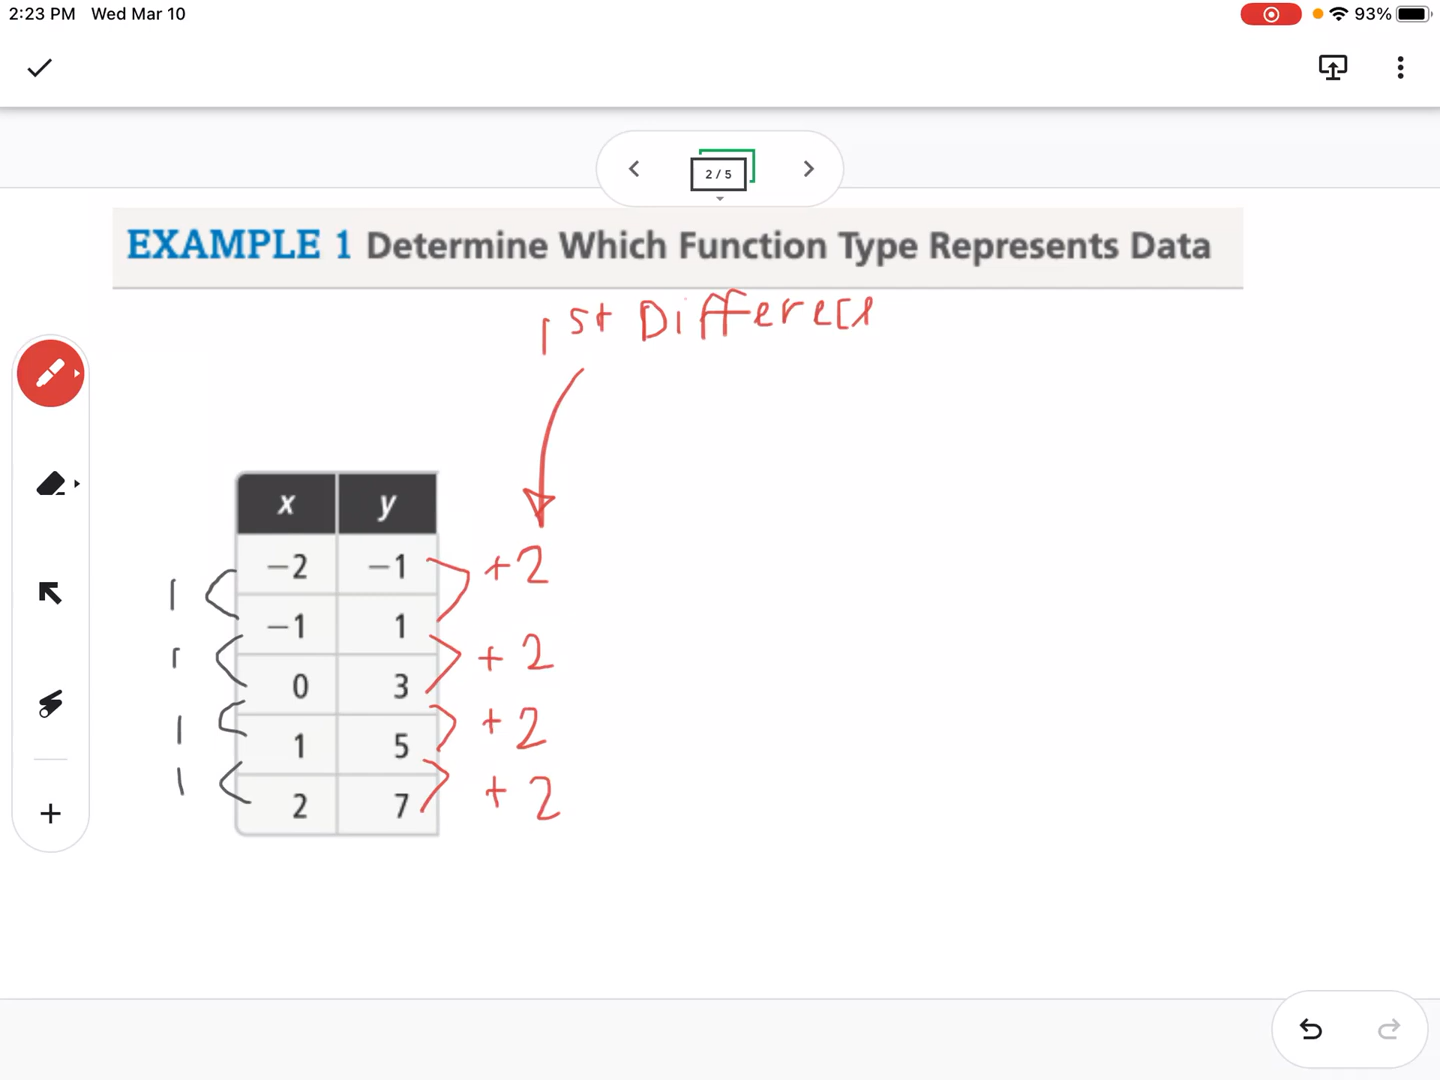 2:23 PM Wed Mar 10
93%
2 / 5
EXAMPLE 1 Determine Which Function Type Represents Data
1st Differece
x y
-2 -1 +2
1
-1 1
1 +2
0 3
1 +2
1 5
1 +2
2 7